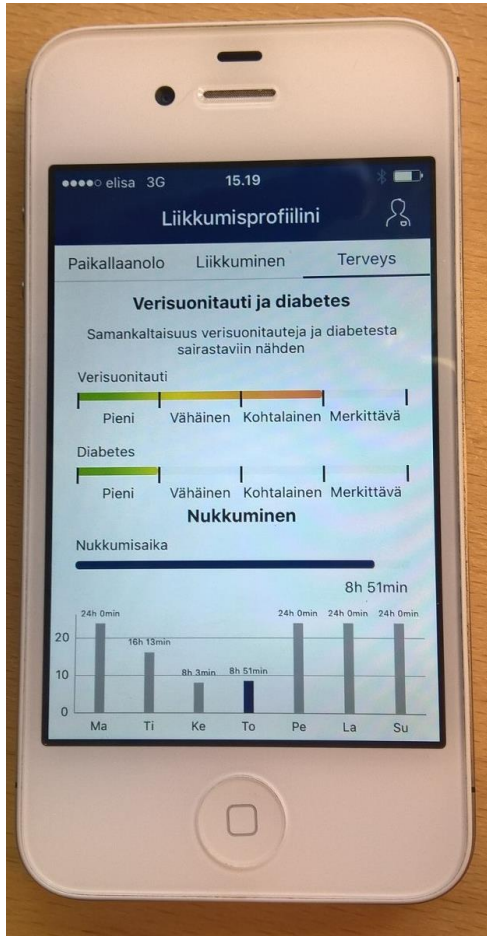 elisa 3G 15.19
Liikkumisprofiilini
Paikallaanolo Liikkuminen Terveys
Verisuonitauti ja diabetes
Samankaltaisuus verisuonitauteja ja diabetesta
sairastaviin nähden
Verisuonitauti
Pieni Vähäinen Kohtalainen Merkittävä
Diabetes
Pieni Vähäinen Kohtalainen Merkittävä
Nukkuminen
Nukkumisaika
8h 51min
24h 0min 16h 13min 8h 3min 8h 51min 24h 0min 24h 0min 24h 0min
20
10
0
Ma Ti Ke To Pe La Su